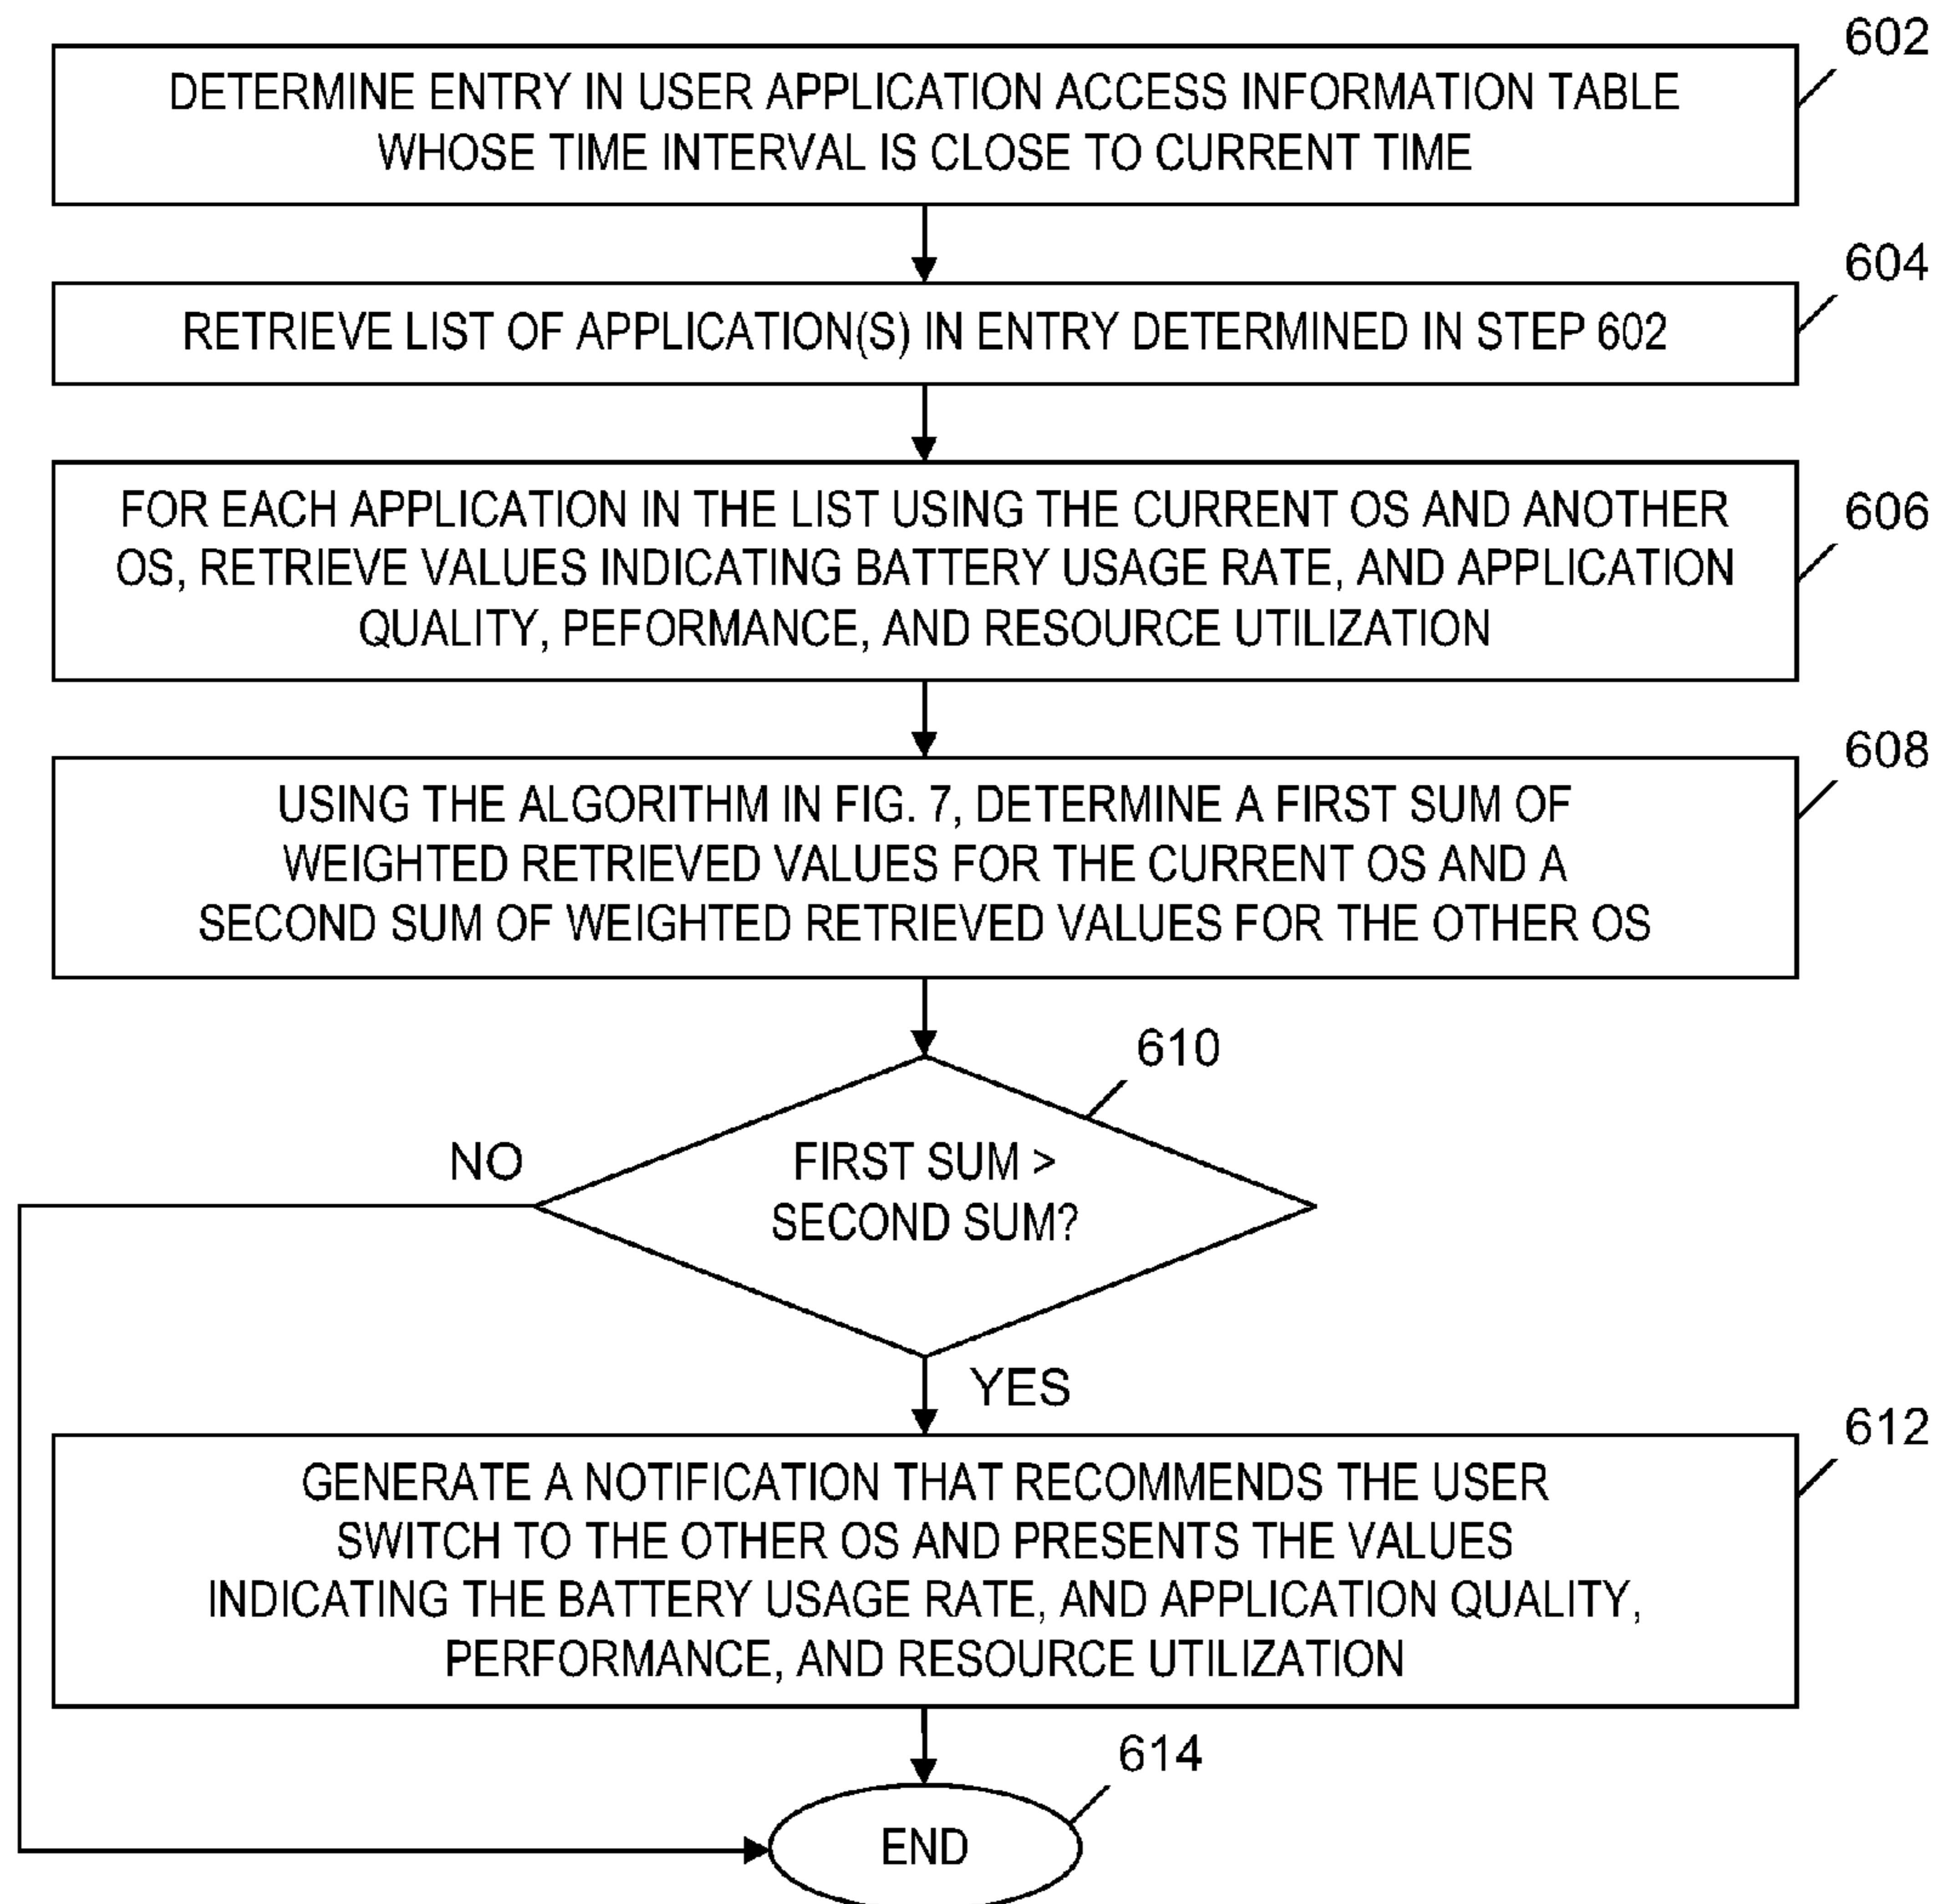 602
DETERMINE ENTRY IN USER APPLICATION ACCESS INFORMATION TABLE
WHOSE TIME INTERVAL IS CLOSE TO CURRENT TIME
604
RETRIEVE LIST OF APPLICATION(S) IN ENTRY DETERMINED IN STEP 602
606
FOR EACH APPLICATION IN THE LIST USING THE CURRENT OS AND ANOTHER
OS, RETRIEVE VALUES INDICATING BATTERY USAGE RATE, AND APPLICATION
QUALITY, PEFORMANCE, AND RESOURCE UTILIZATION
608
USING THE ALGORITHM IN FIG. 7, DETERMINE A FIRST SUM OF
WEIGHTED RETRIEVED VALUES FOR THE CURRENT OS AND A
SECOND SUM OF WEIGHTED RETRIEVED VALUES FOR THE OTHER OS
610
NO
FIRST SUM >
SECOND SUM?
YES
612
GENERATE A NOTIFICATION THAT RECOMMENDS THE USER
SWITCH TO THE OTHER OS AND PRESENTS THE VALUES
INDICATING THE BATTERY USAGE RATE, AND APPLICATION QUALITY,
PERFORMANCE, AND RESOURCE UTILIZATION
614
END